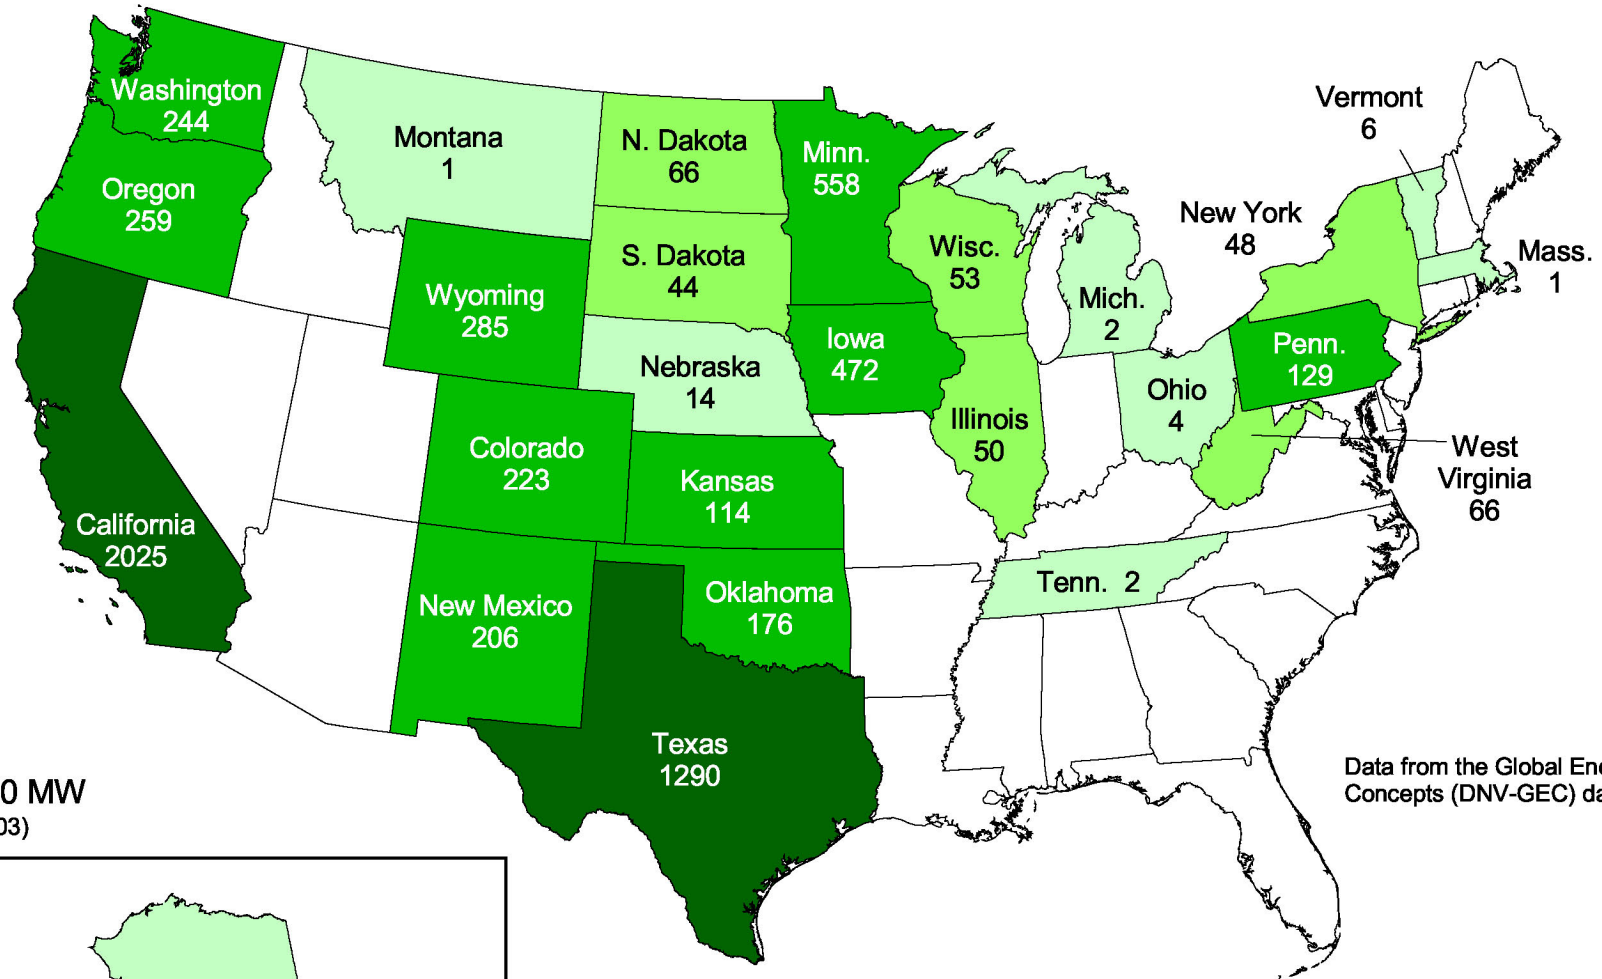 Washington
244
Oregon
259
California
2025
Montana
1
Wyoming
285
Colorado
223
New Mexico
206
N. Dakota
66
S. Dakota
44
Nebraska
14
Kansas
114
Oklahoma
176
Texas
1290
Minn.
558
Iowa
472
Wisc.
53
Illinois
50
Mich.
2
Ohio
4
Tenn. 2
Vermont
6
New York
48
Mass.
1
Penn.
129
West
Virginia
66
0 MW
03)
Data from the Global
Concepts (DNV-GEC)